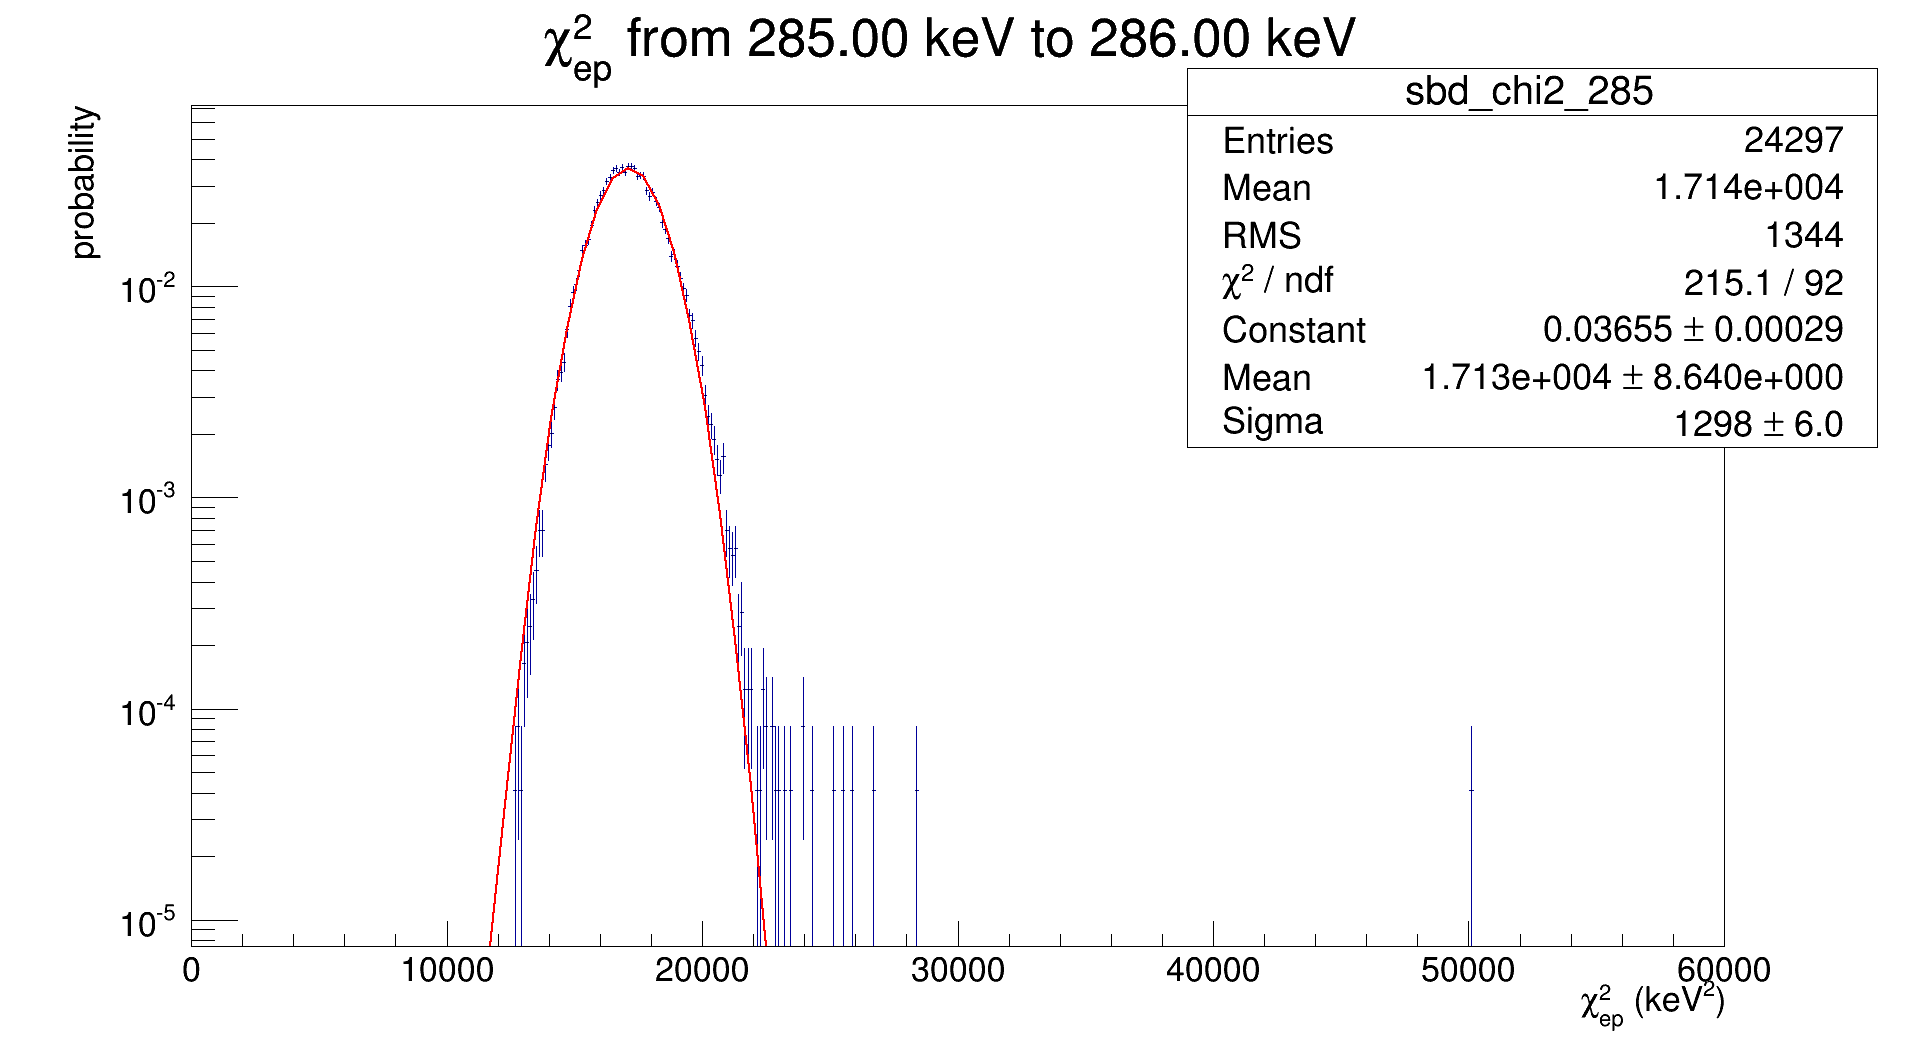 χ²ep from 285.00 keV to 286.00 keV
sbd_chi2_285
Entries 24297
Mean 1.714e+004
RMS 1344
χ² / ndf 215.1 / 92
Constant 0.03655 ± 0.00029
Mean 1.713e+004 ± 8.640e+000
Sigma 1298 ± 6.0
probability
10⁻²
10⁻³
10⁻⁴
10⁻⁵
0 10000 20000 30000 40000 50000 60000
χ²ep (keV²)